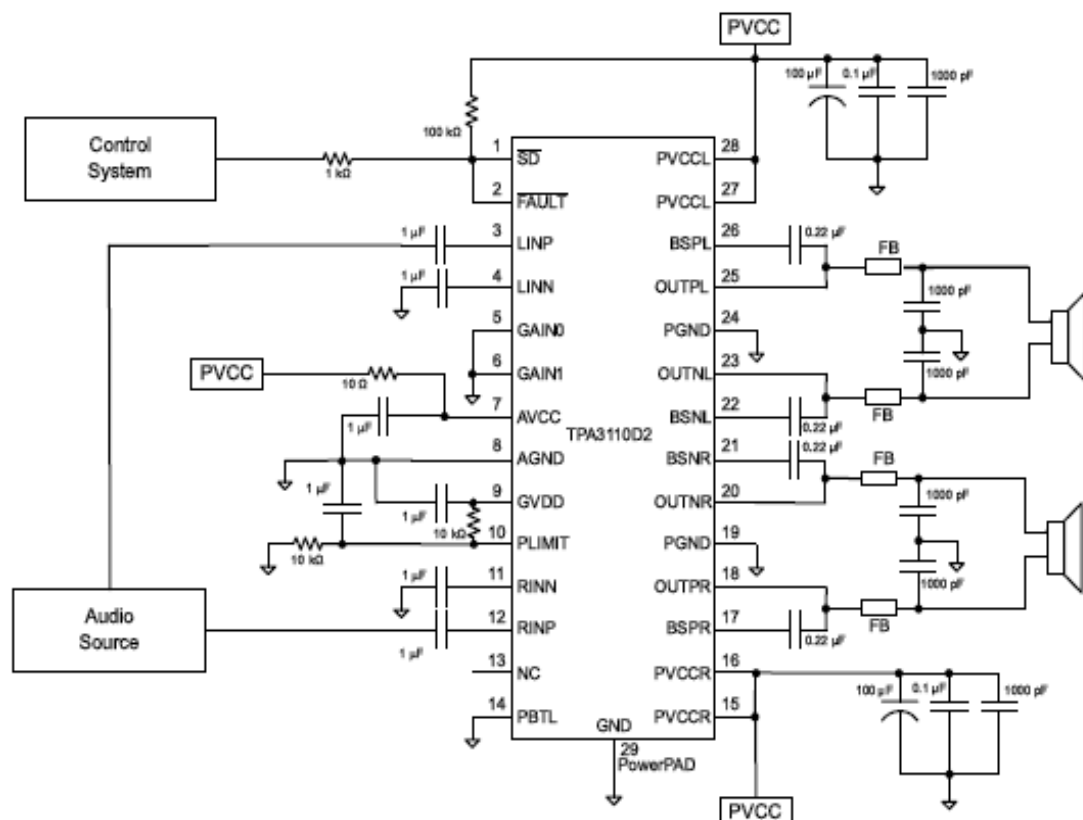 PVCC
100 µF
0.1 µF
1000 pF
100 kΩ
Control
System
1 kΩ
1
SD
PVCCL
28
2
FAULT
PVCCL
27
1 µF
3
LINP
BSPL
26
0.22 µF
FB
1 µF
4
LINN
OUTPL
25
1000 pF
5
GAIN0
PGND
24
PVCC
10 Ω
6
GAIN1
OUTNL
23
1000 pF
1 µF
7
AVCC
BSNL
22
0.22 µF
FB
TPA3110D2
8
AGND
BSNR
21
0.22 µF
FB
1 µF
1 µF
9
GVDD
OUTNR
20
1000 pF
10 kΩ
10 kΩ
10
PLIMIT
PGND
19
1 µF
11
RINN
OUTPR
18
1000 pF
Audio
Source
1 µF
12
RINP
BSPR
17
0.22 µF
FB
13
NC
PVCCR
16
100 µF
0.1 µF
1000 pF
14
PBTL
PVCCR
15
GND
29
PowerPAD
PVCC